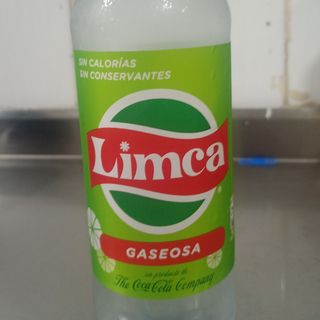 SIN CALORÍAS
SIN CONSERVANTES
Limca
GASEOSA
un producto de
The Coca-Cola Company